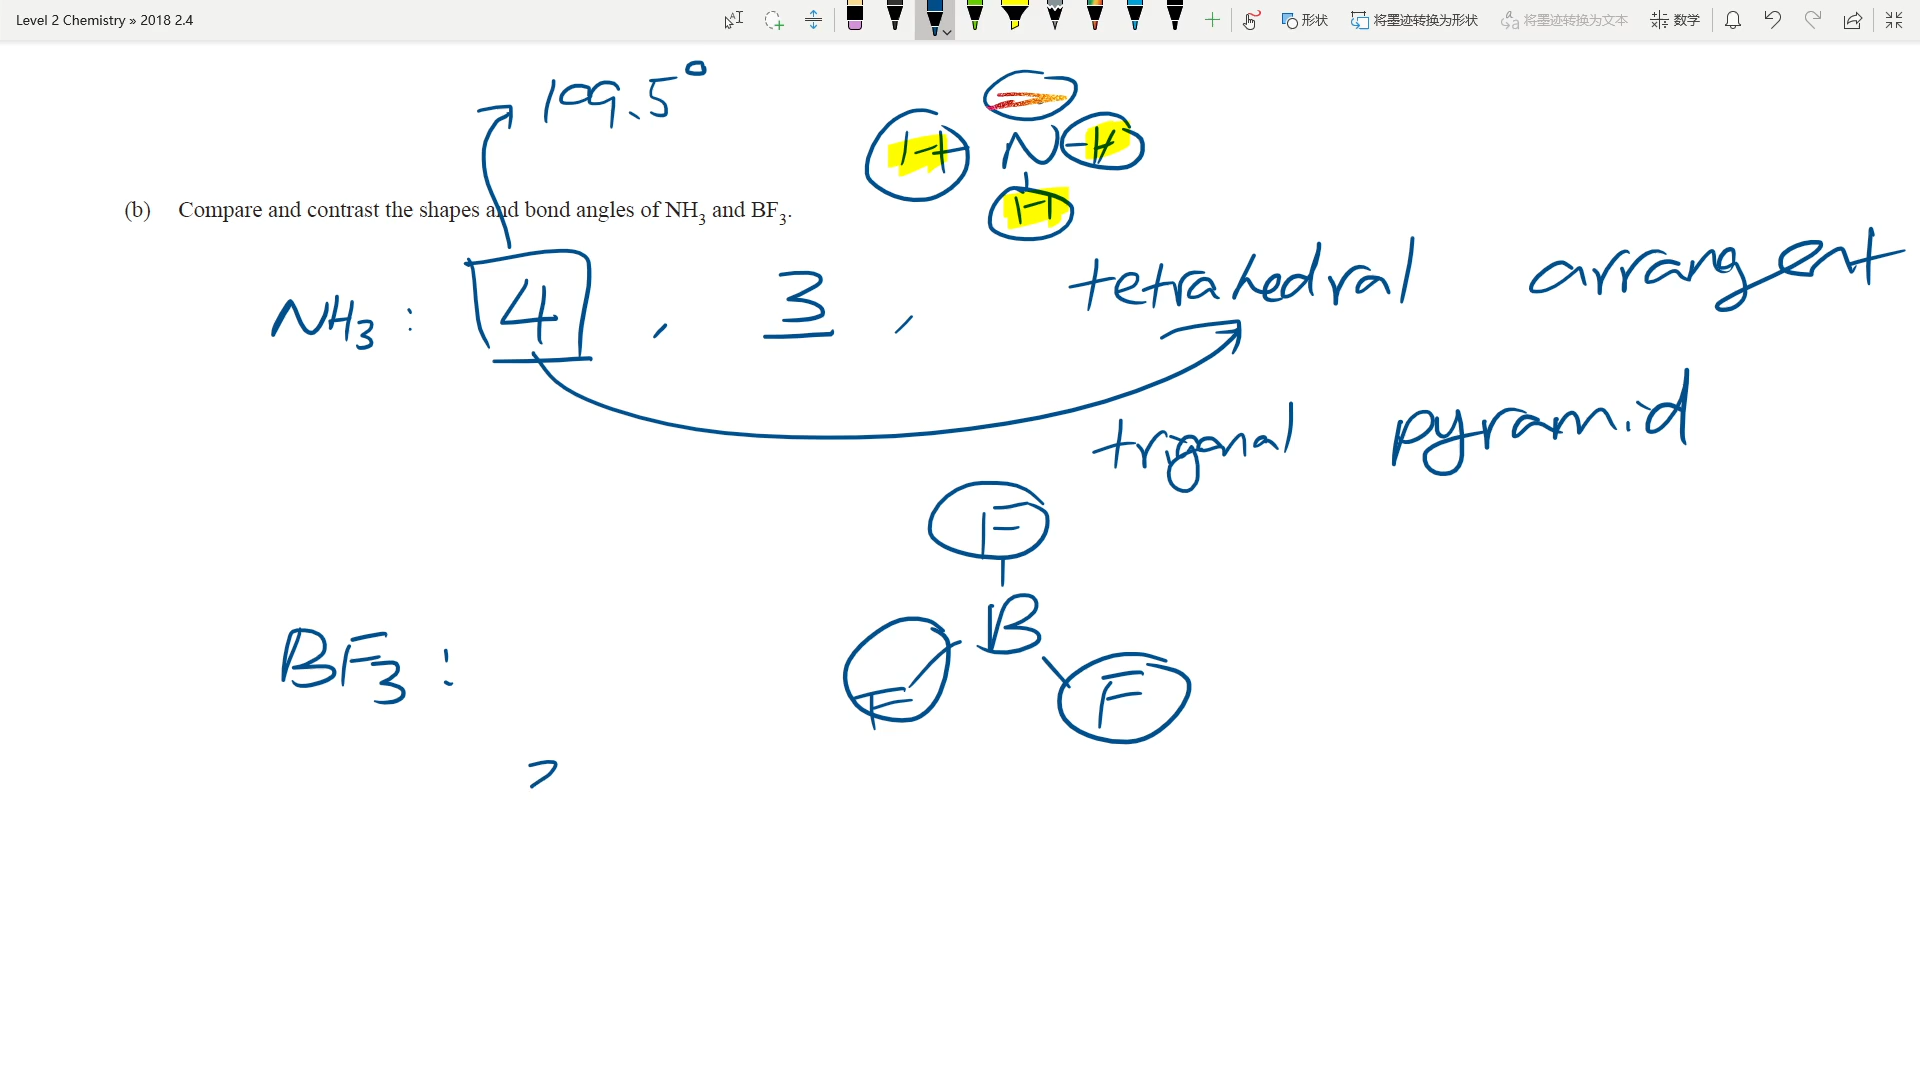 Level 2 Chemistry » 2018 2.4
形状 将墨迹转换为形状 将墨迹转换为文本 数学
109.5°
H N -H
H
(b) Compare and contrast the shapes and bond angles of NH₃ and BF₃.
NH₃ : 4 , 3 , tetrahedral arrangent
trigonal pyramid
F
B
BF₃ :
F F